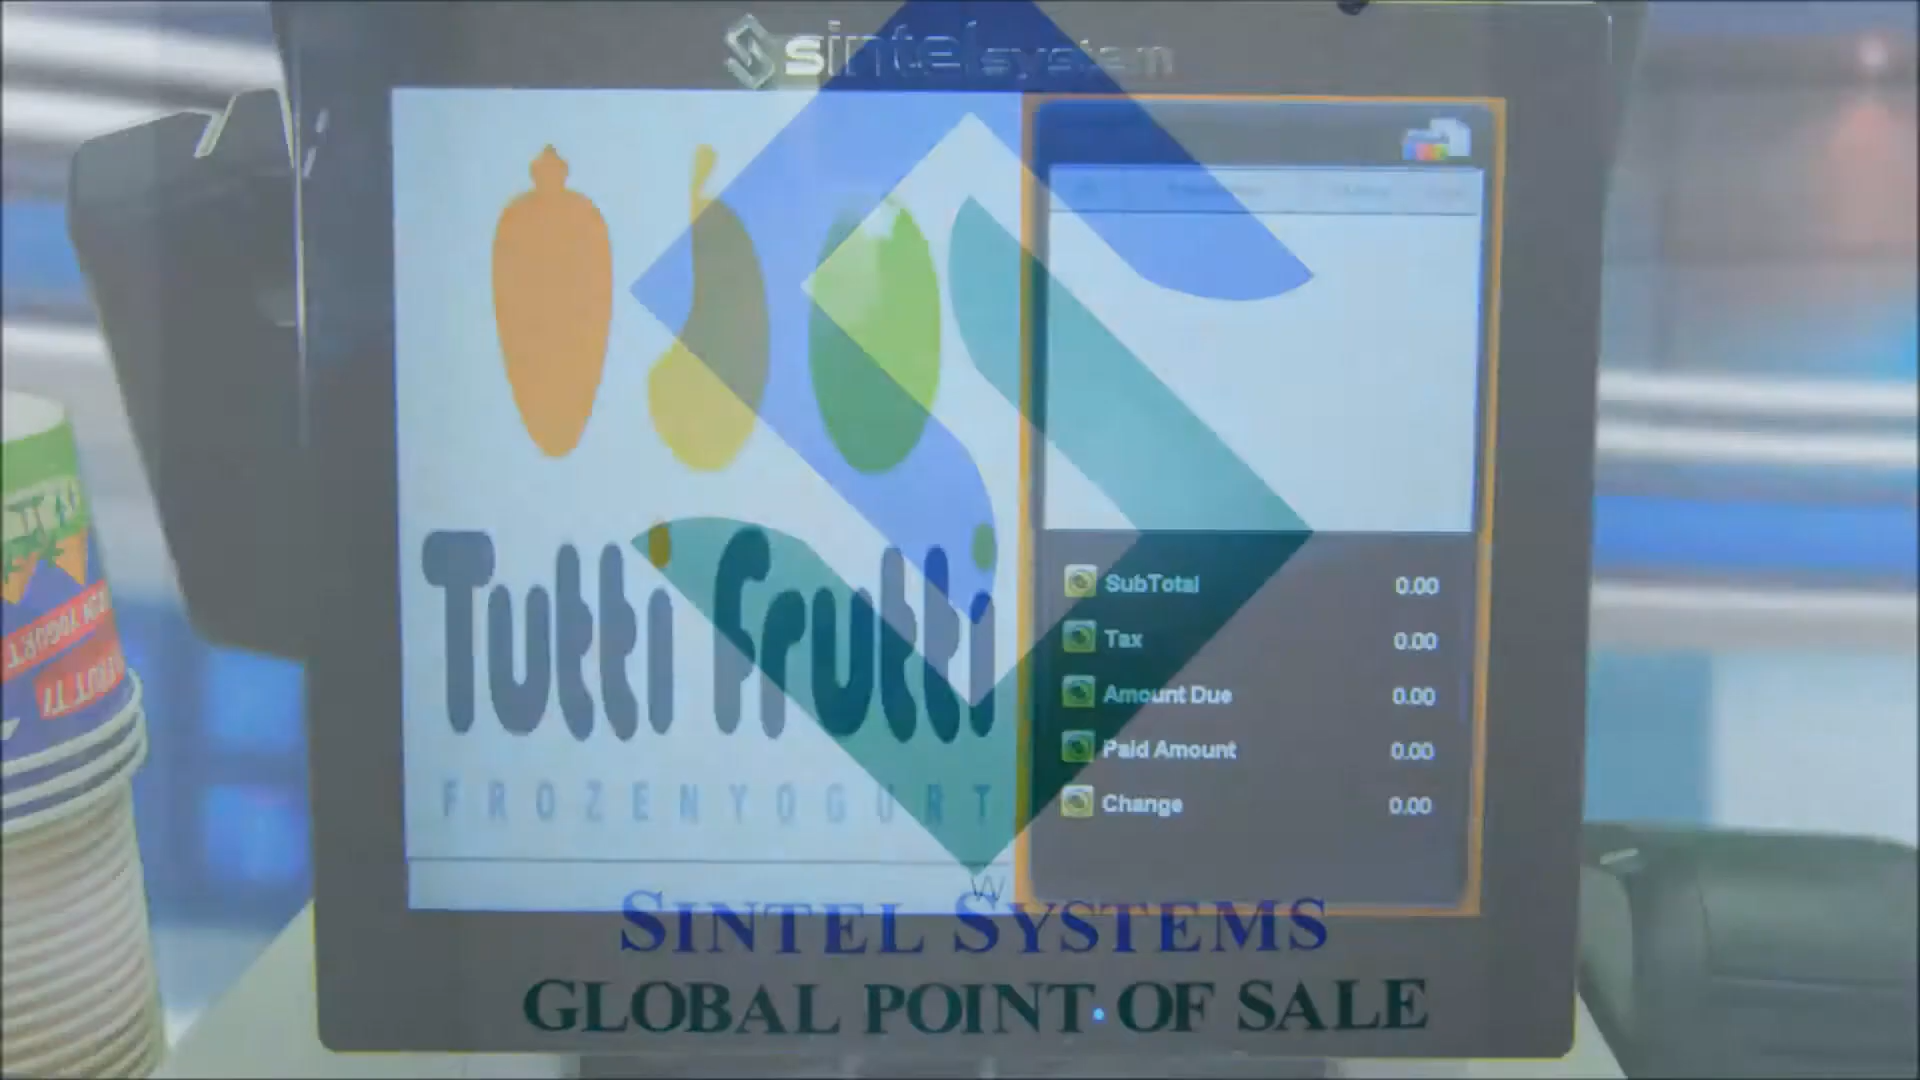 sintelsystem
Tutti Frutti
FROZENYOGURT
SubTotal 0.00
Tax 0.00
Amount Due 0.00
Paid Amount 0.00
Change 0.00
SINTEL SYSTEMS
GLOBAL POINT OF SALE
YOGURT